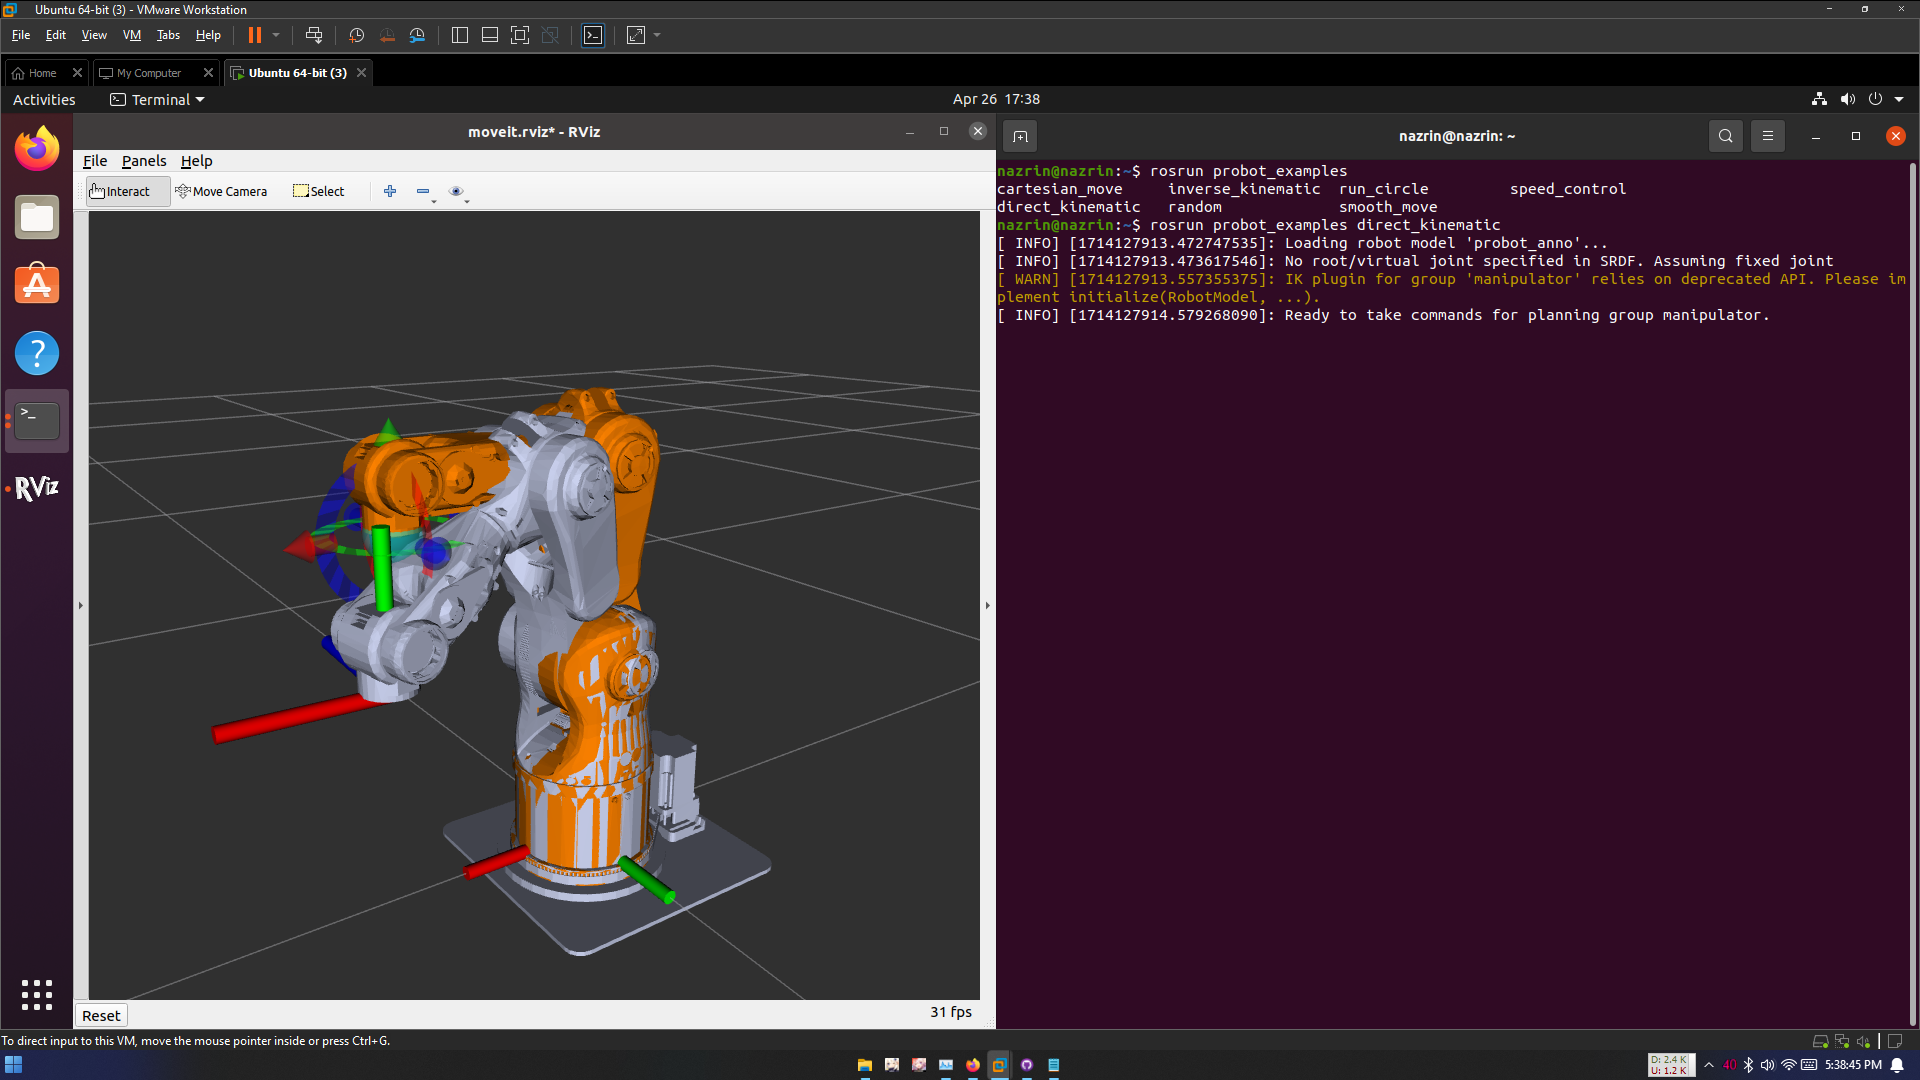 Ubuntu 64-bit (3) - VMware Workstation
File Edit View VM Tabs Help
Home My Computer Ubuntu 64-bit (3)
Activities Terminal Apr 26 17:38
moveit.rviz* - RViz
File Panels Help
Interact Move Camera Select
RViz
Reset 31 fps
nazrin@nazrin: ~
nazrin@nazrin:~$ rosrun probot_examples
cartesian_move inverse_kinematic run_circle speed_control
direct_kinematic random smooth_move
nazrin@nazrin:~$ rosrun probot_examples direct_kinematic
[ INFO] [1714127913.472747535]: Loading robot model 'probot_anno'...
[ INFO] [1714127913.473617546]: No root/virtual joint specified in SRDF. Assuming fixed joint
[ WARN] [1714127913.557355375]: IK plugin for group 'manipulator' relies on deprecated API. Please im
plement initialize(RobotModel, ...).
[ INFO] [1714127914.579268090]: Ready to take commands for planning group manipulator.
To direct input to this VM, move the mouse pointer inside or press Ctrl+G.
D: 2.4 K
U: 1.2 K
40
5:38:45 PM